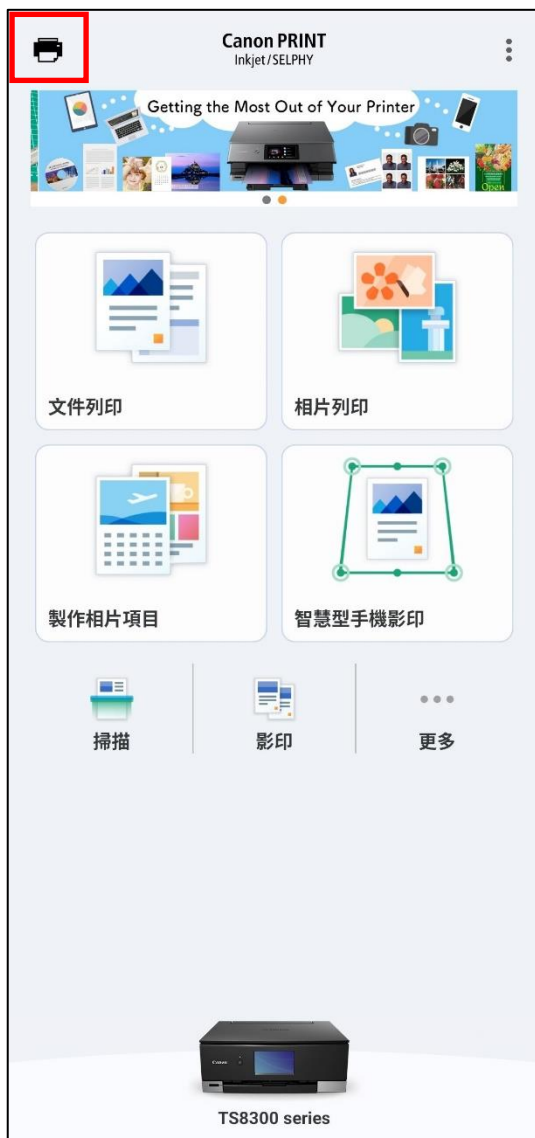 Canon PRINT
Inkjet/SELPHY
Getting the Most Out of Your Printer
Open
文件列印
相片列印
製作相片項目
智慧型手機影印
掃描
影印
更多
Canon
TS8300 series